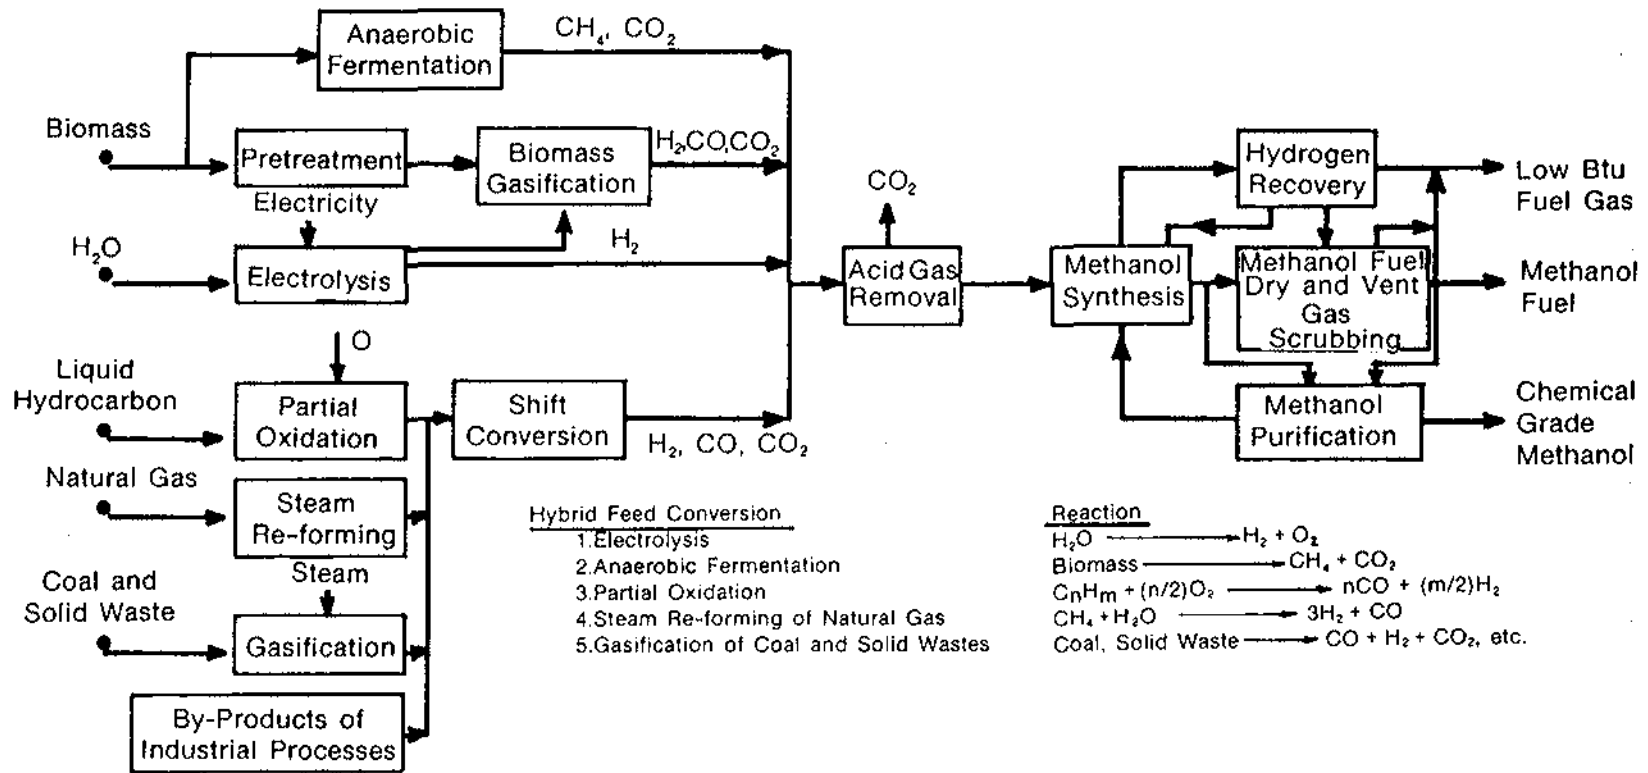 Anaerobic
Fermentation
CH₄, CO₂
Biomass
Pretreatment
Biomass
Gasification
H₂,CO,CO₂
Electricity
H₂O
Electrolysis
H₂
O
Liquid
Hydrocarbon
Partial
Oxidation
Shift
Conversion
H₂, CO, CO₂
Natural Gas
Steam
Re-forming
Coal and
Solid Waste
Steam
Gasification
By-Products of
Industrial Processes
CO₂
Acid Gas
Removal
Methanol
Synthesis
Hydrogen
Recovery
Low Btu
Fuel Gas
Methanol Fuel
Dry and Vent
Gas
Scrubbing
Methanol
Fuel
Methanol
Purification
Chemical
Grade
Methanol
Hybrid Feed Conversion
1.Electrolysis
2.Anaerobic Fermentation
3.Partial Oxidation
4.Steam Re-forming of Natural Gas
5.Gasification of Coal and Solid Wastes
Reaction
H₂O → H₂ + O₂
Biomass → CH₄ + CO₂
CnHm + (n/2)O₂ → nCO + (m/2)H₂
CH₄ + H₂O → 3H₂ + CO
Coal, Solid Waste → CO + H₂ + CO₂, etc.